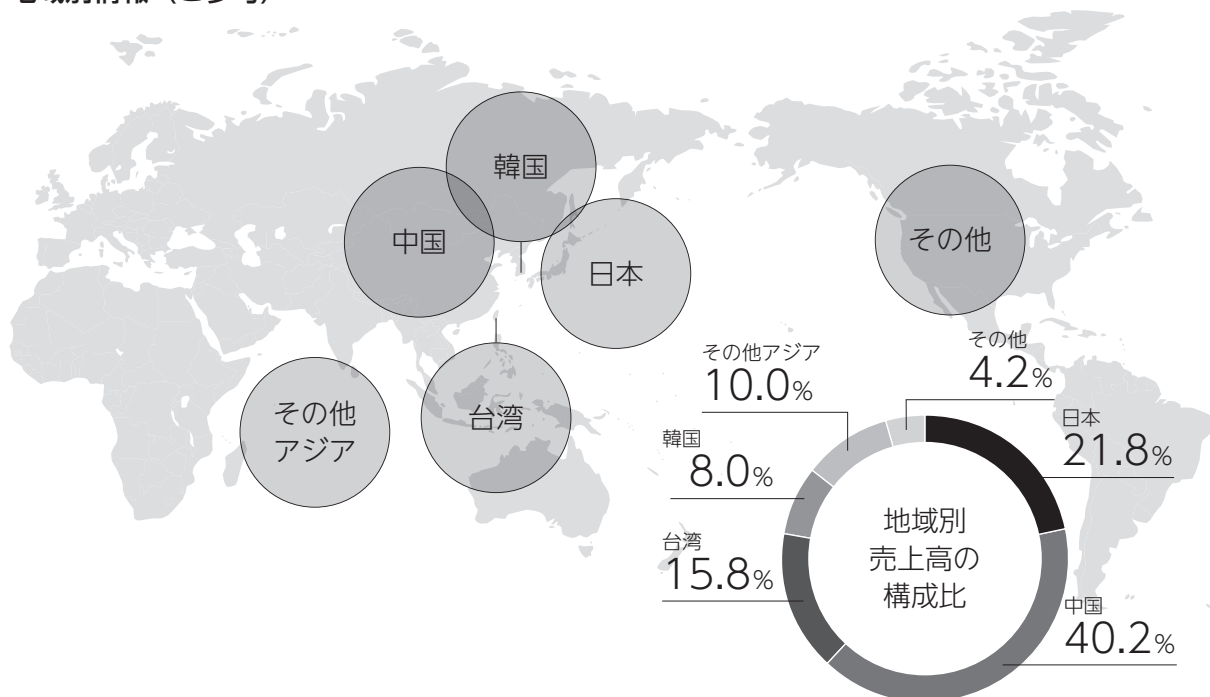 韓国
中国
日本
その他
その他
アジア
台湾
その他アジア
10.0%
その他
4.2%
日本
21.8%
韓国
8.0%
台湾
15.8%
中国
40.2%
地域別
売上高の
構成比